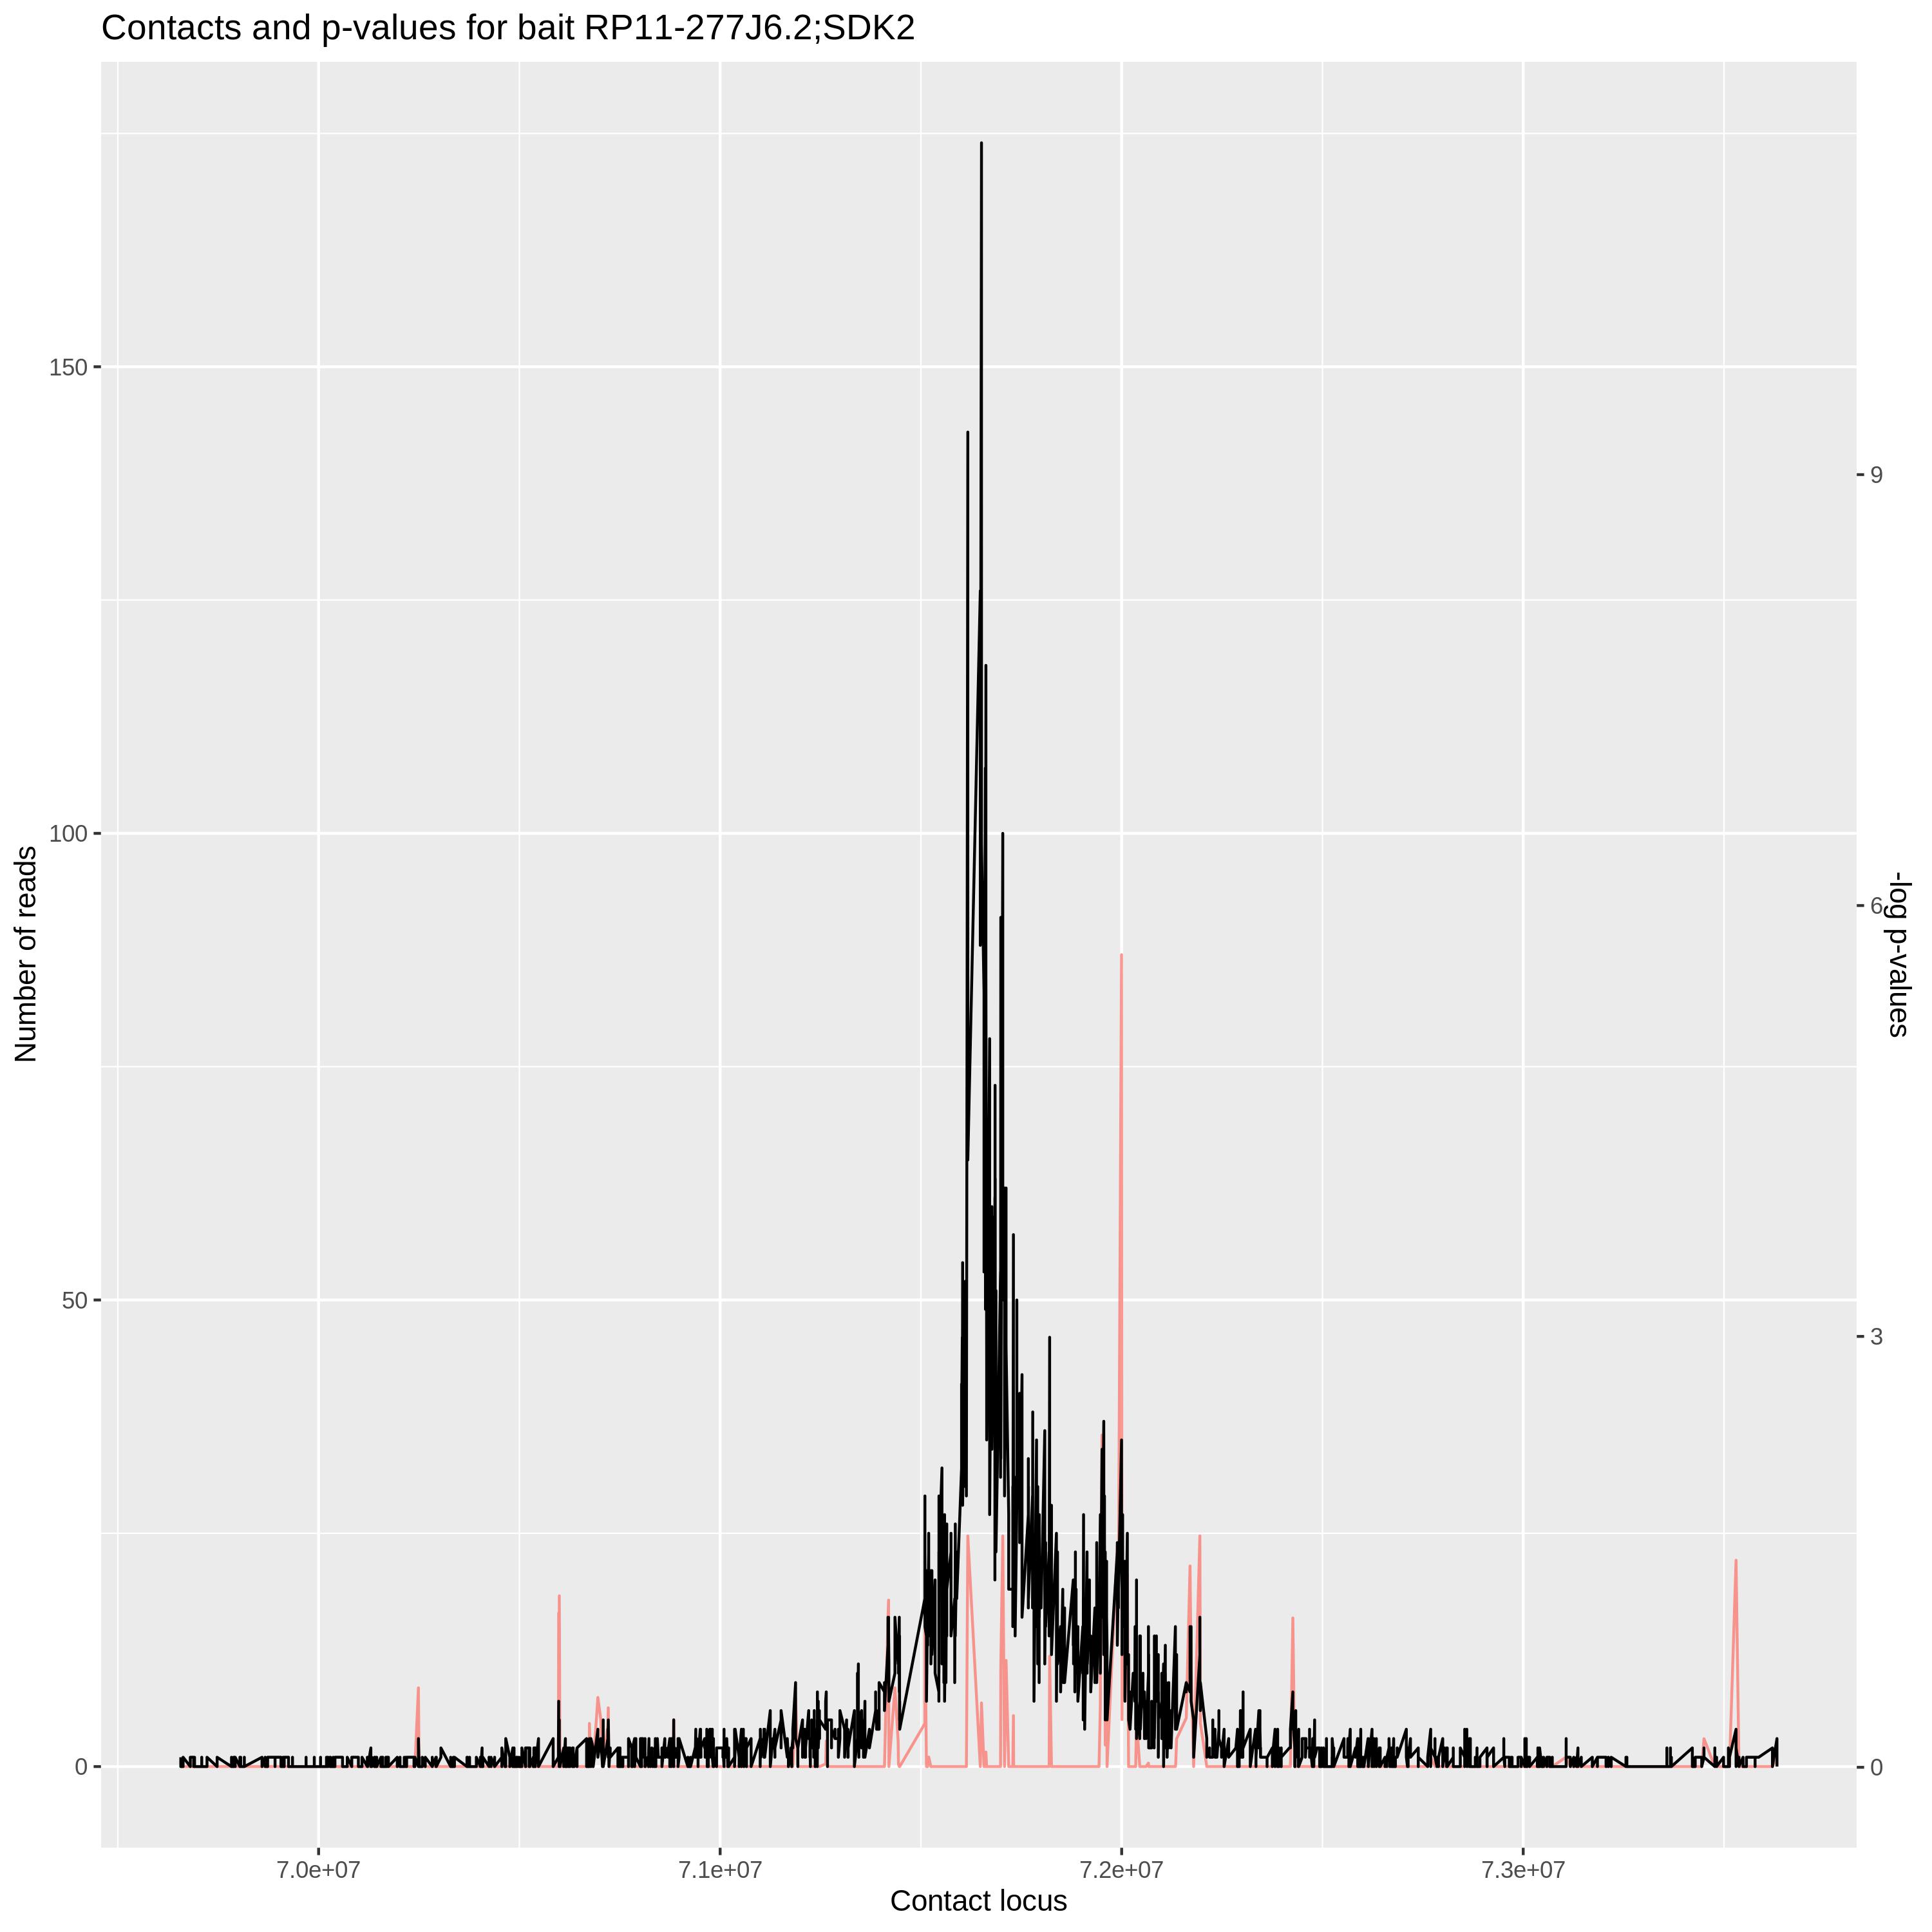 Contacts and p-values for bait RP11-277J6.2;SDK2
Number of reads
150
100
50
0
9
6
3
0
-log p-values
7.0e+07 7.1e+07 7.2e+07 7.3e+07
Contact locus